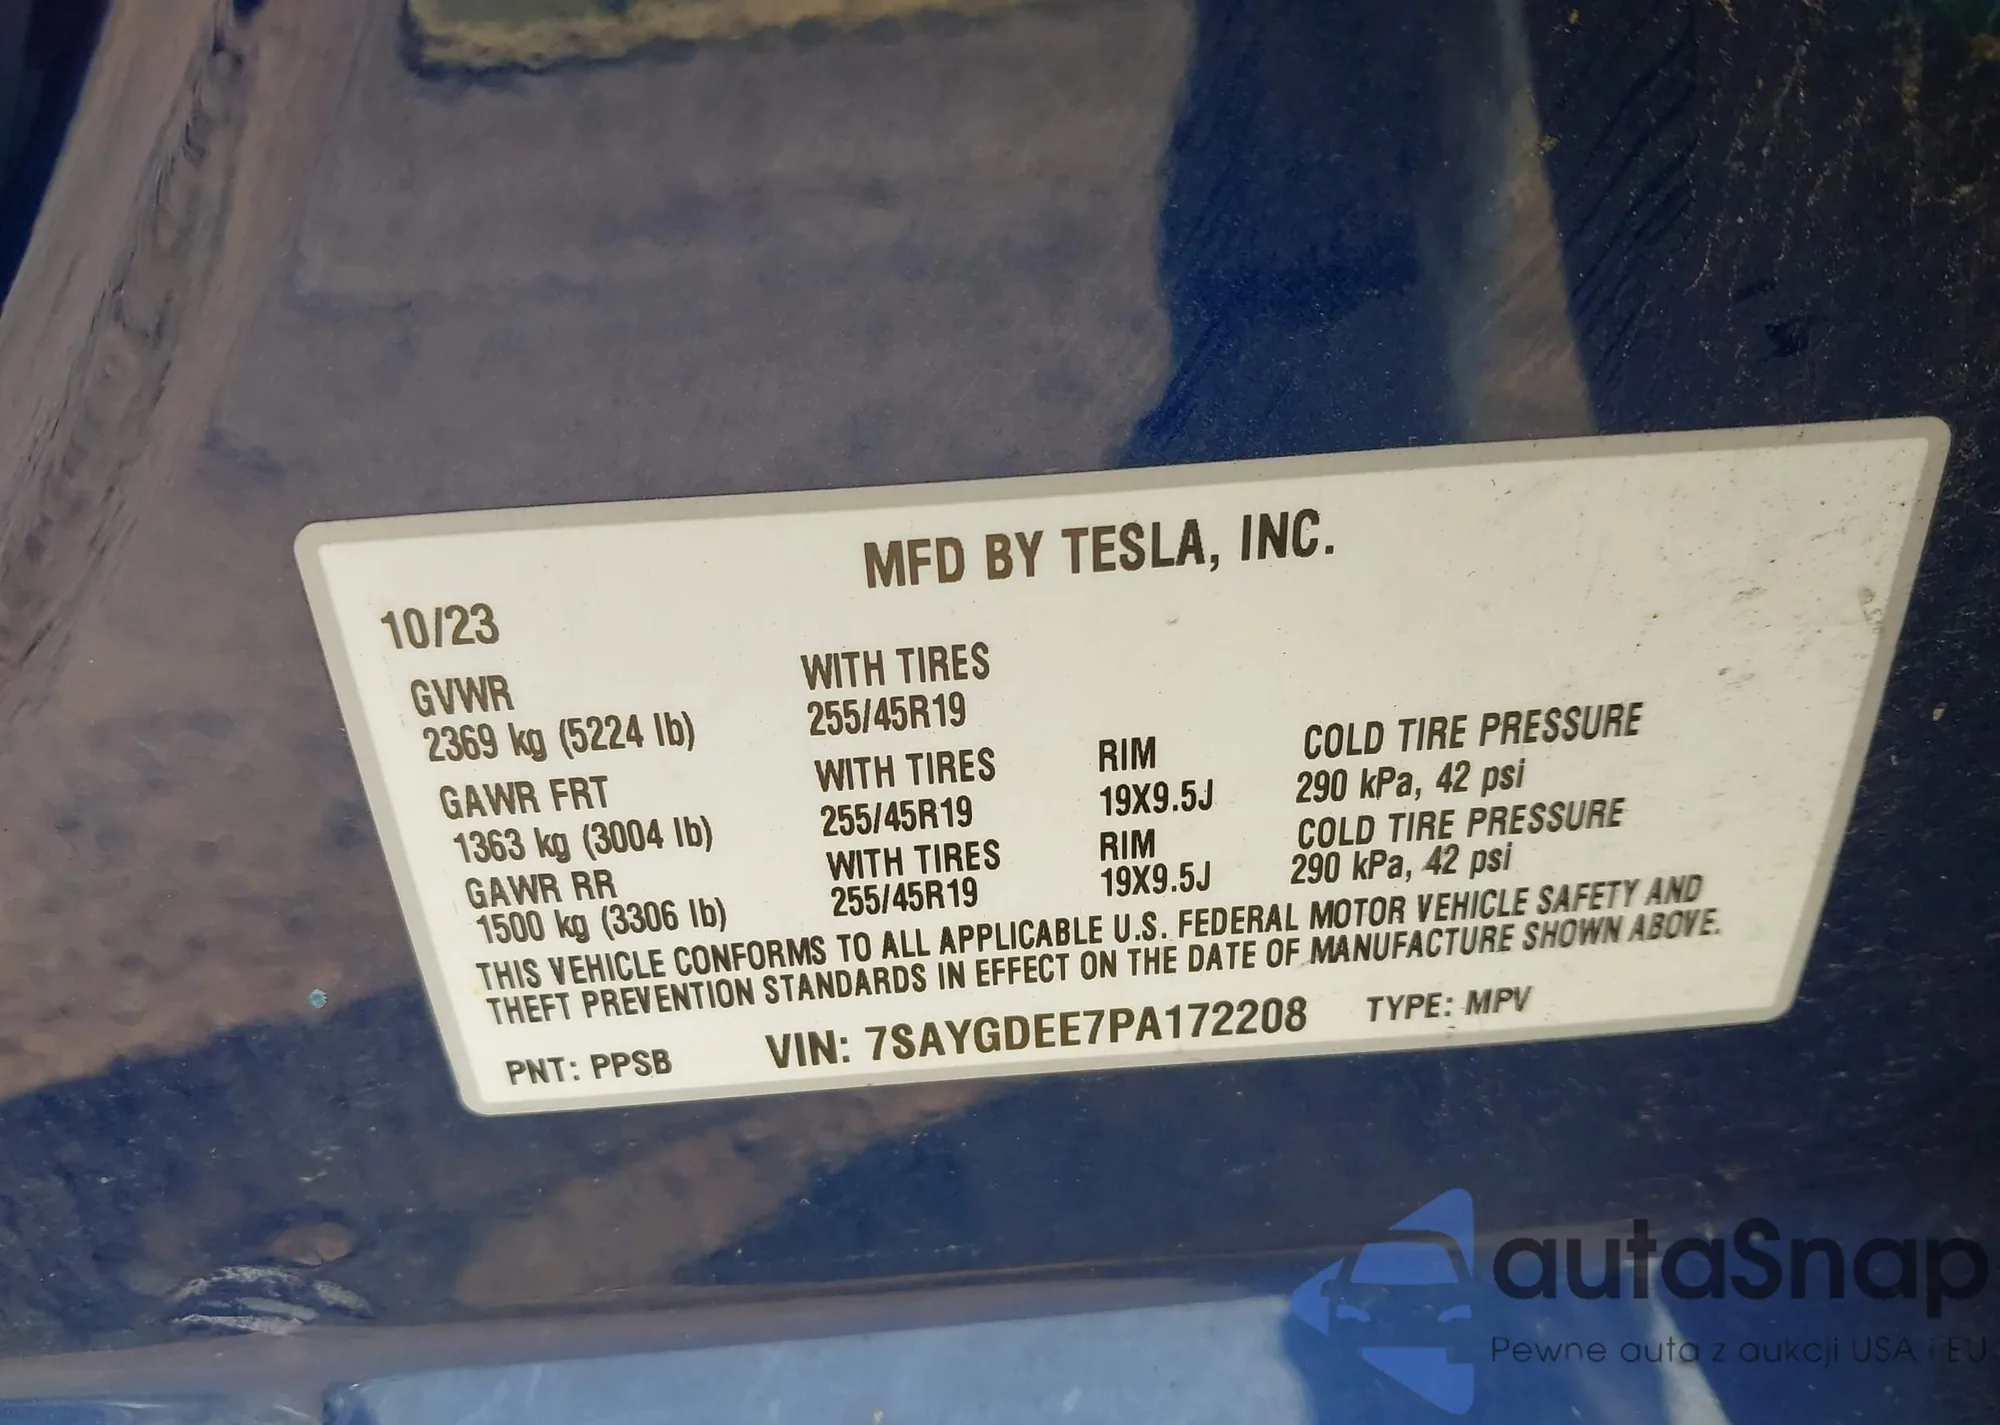 MFD BY TESLA, INC.
10/23
GVWR WITH TIRES
2369 kg (5224 lb) 255/45R19
GAWR FRT WITH TIRES RIM COLD TIRE PRESSURE
1363 kg (3004 lb) 255/45R19 19X9.5J 290 kPa, 42 psi
GAWR RR WITH TIRES RIM COLD TIRE PRESSURE
1500 kg (3306 lb) 255/45R19 19X9.5J 290 kPa, 42 psi
THIS VEHICLE CONFORMS TO ALL APPLICABLE U.S. FEDERAL MOTOR VEHICLE SAFETY AND
THEFT PREVENTION STANDARDS IN EFFECT ON THE DATE OF MANUFACTURE SHOWN ABOVE.
PNT: PPSB VIN: 7SAYGDEE7PA172208 TYPE: MPV
autaSnap
Pewne auta z aukcji USA i EU